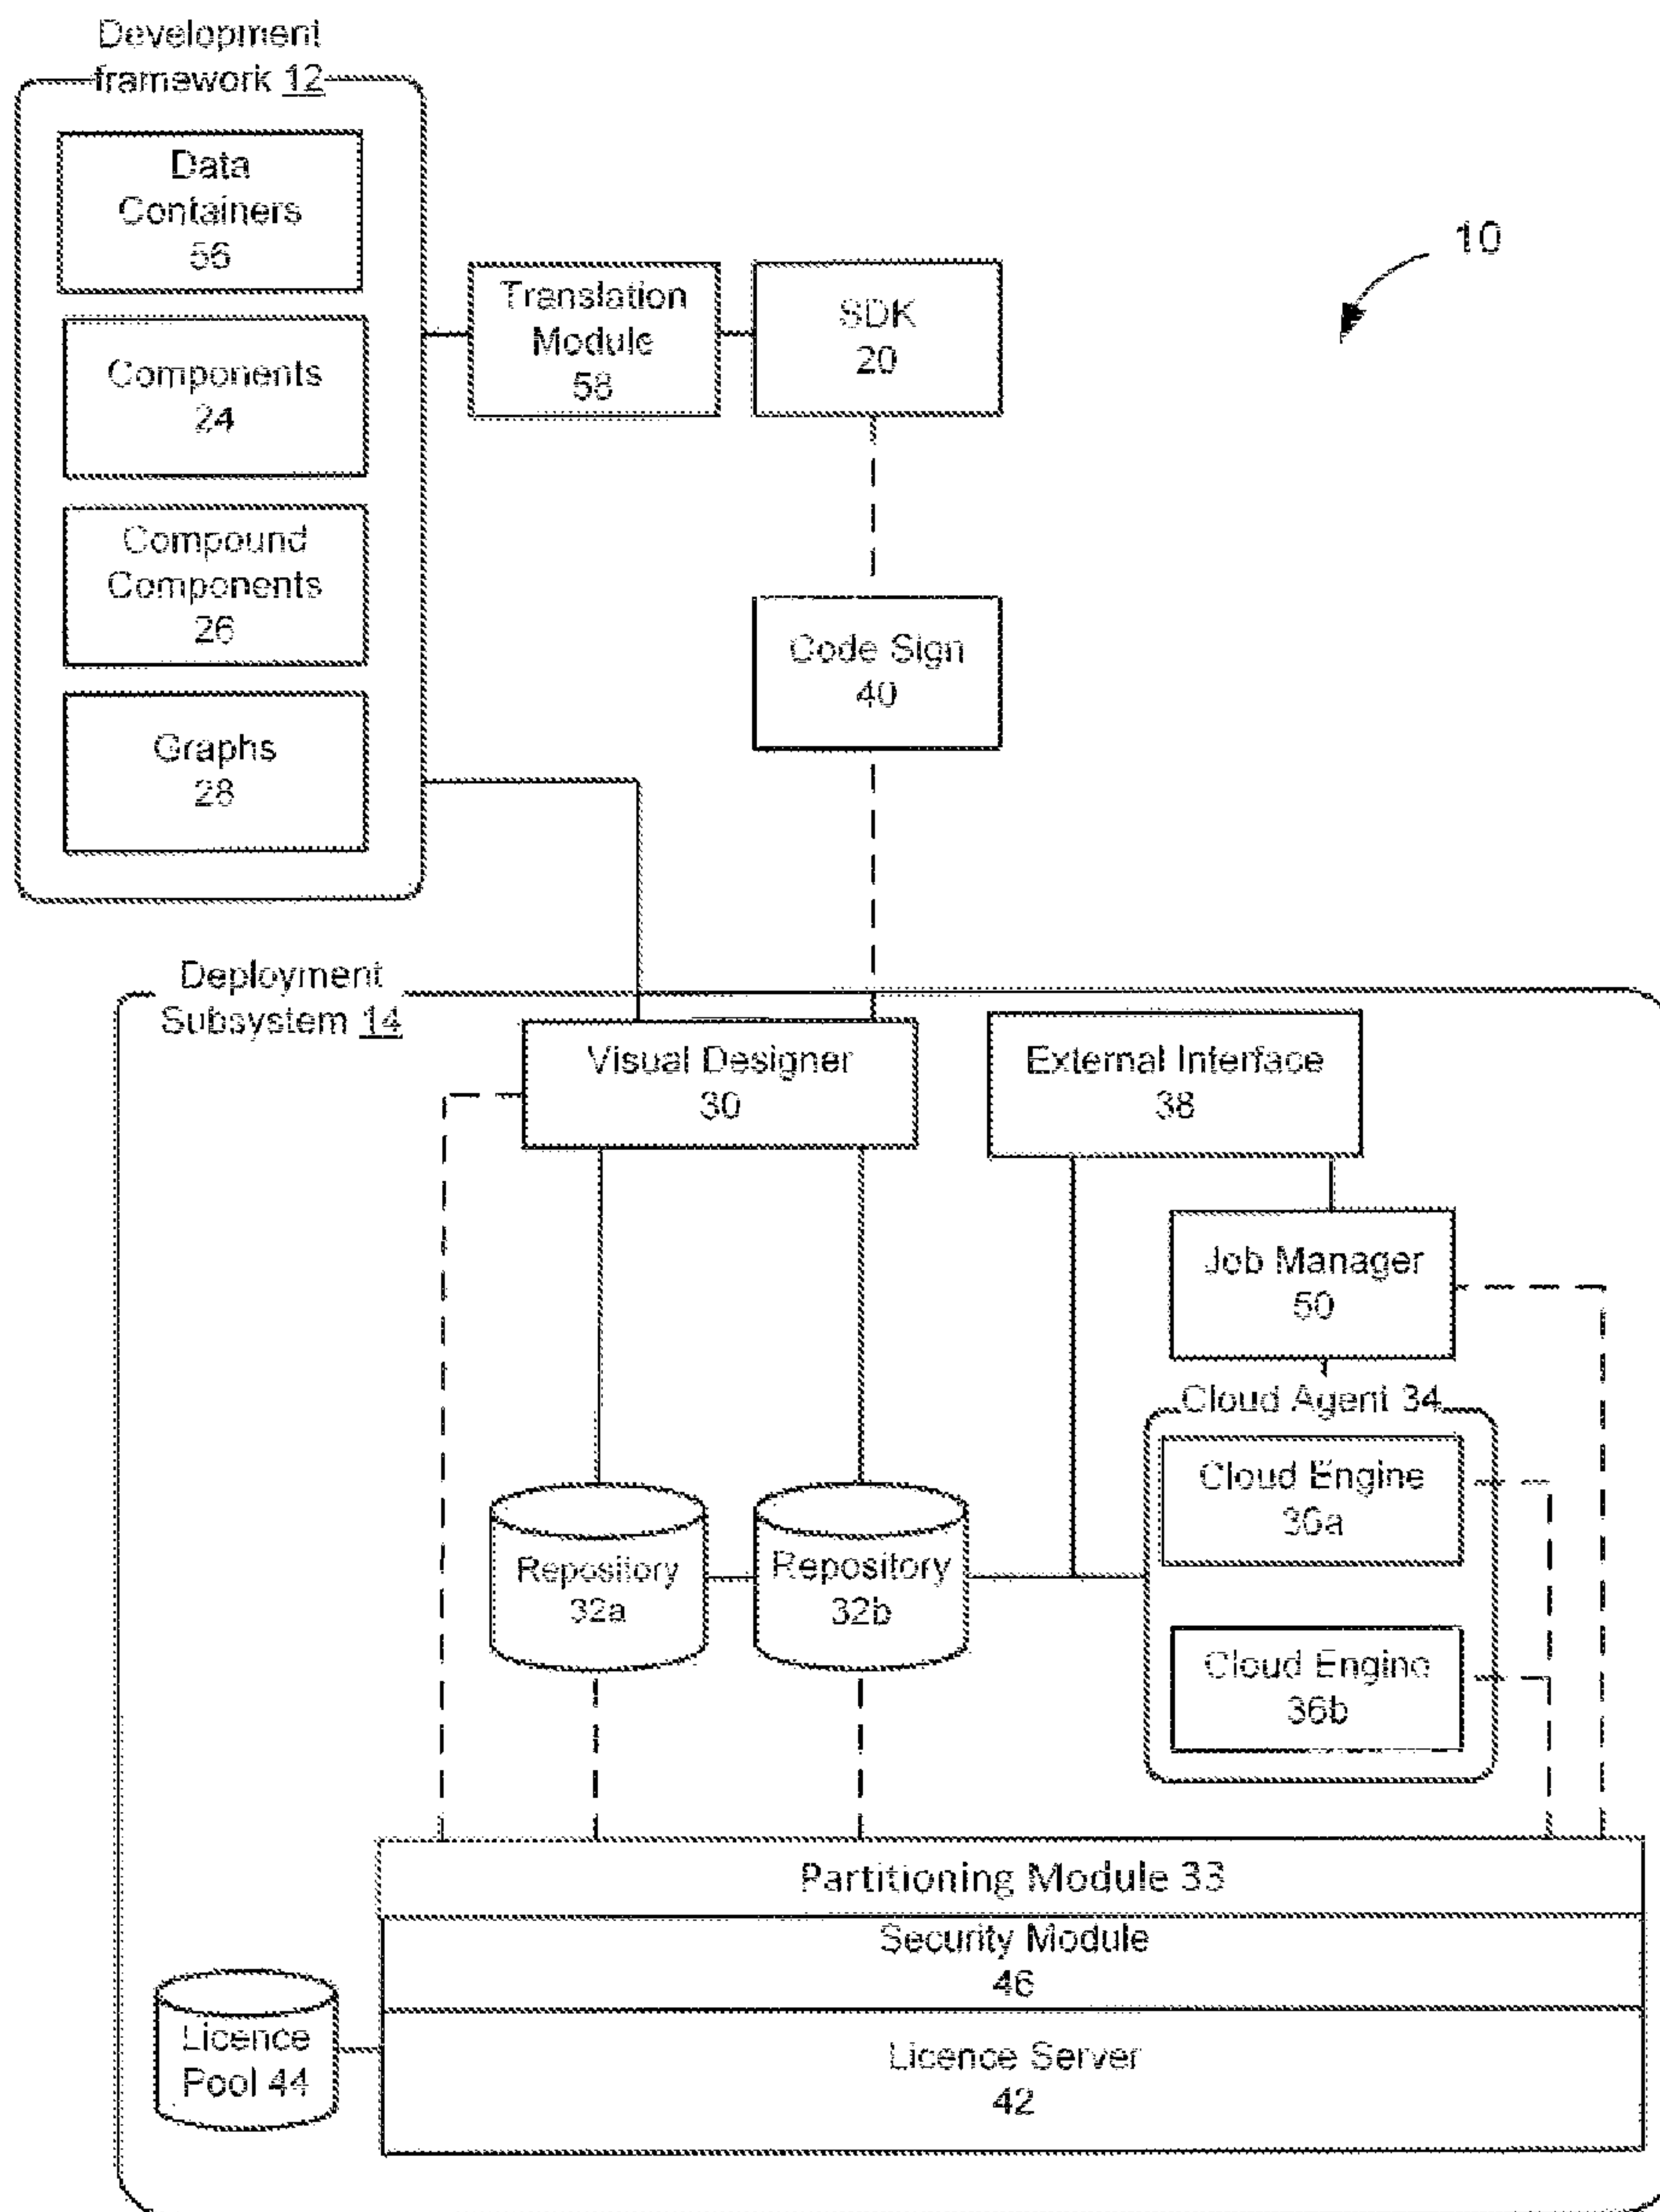 Development
framework 12
Data
Containers
56
Components
24
Compound
Components
26
Graphs
28
Translation
Module
58
SDK
20
10
Code Sign
40
Deployment
Subsystem 14
Visual Designer
30
External Interface
38
Job Manager
50
Cloud Agent 34
Cloud Engine
36a
Cloud Engine
36b
Repository
32a
Repository
32b
Partitioning Module 33
Security Module
46
Licence Server
42
Licence
Pool 44